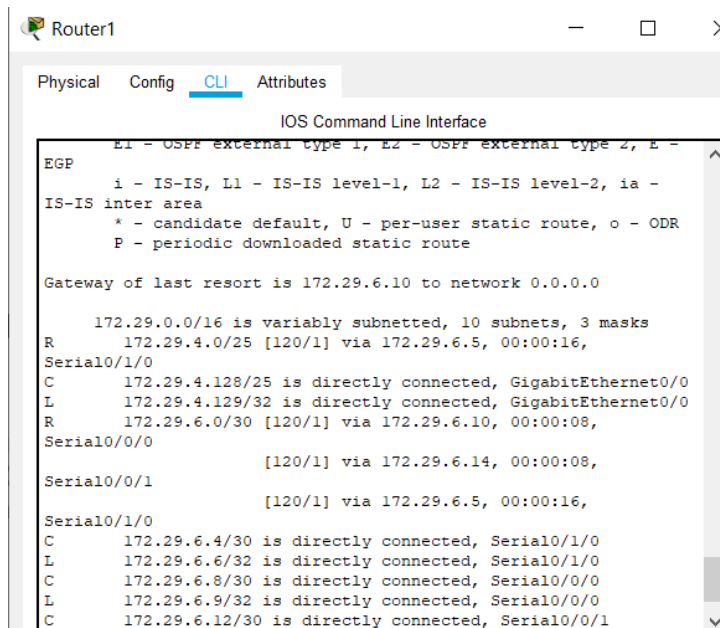 Router1
Physical Config CLI Attributes
IOS Command Line Interface
E1 - OSPF external type 1, E2 - OSPF external type 2, E -
EGP
i - IS-IS, L1 - IS-IS level-1, L2 - IS-IS level-2, ia -
IS-IS inter area
* - candidate default, U - per-user static route, o - ODR
P - periodic downloaded static route
Gateway of last resort is 172.29.6.10 to network 0.0.0.0
172.29.0.0/16 is variably subnetted, 10 subnets, 3 masks
R 172.29.4.0/25 [120/1] via 172.29.6.5, 00:00:16,
Serial0/1/0
C 172.29.4.128/25 is directly connected, GigabitEthernet0/0
L 172.29.4.129/32 is directly connected, GigabitEthernet0/0
R 172.29.6.0/30 [120/1] via 172.29.6.10, 00:00:08,
Serial0/0/0
[120/1] via 172.29.6.14, 00:00:08,
Serial0/0/1
[120/1] via 172.29.6.5, 00:00:16,
Serial0/1/0
C 172.29.6.4/30 is directly connected, Serial0/1/0
L 172.29.6.6/32 is directly connected, Serial0/1/0
C 172.29.6.8/30 is directly connected, Serial0/0/0
L 172.29.6.9/32 is directly connected, Serial0/0/0
C 172.29.6.12/30 is directly connected, Serial0/0/1